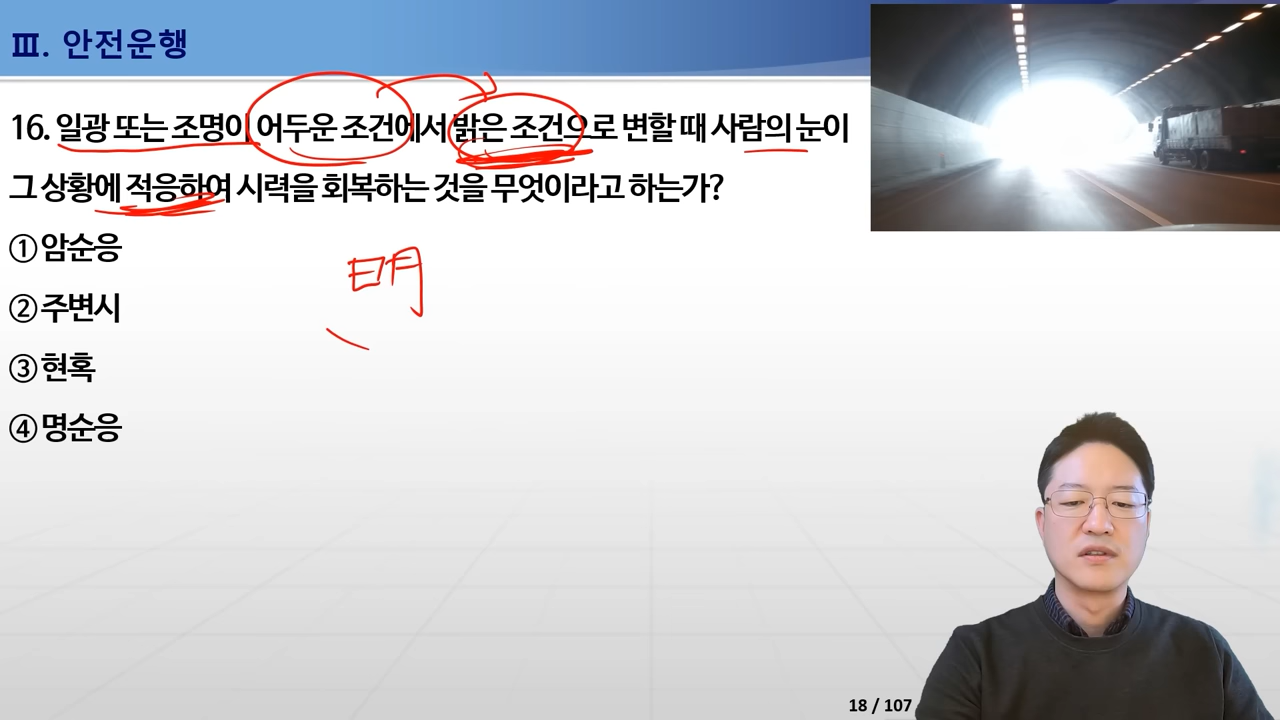 Ⅲ. 안전운행
16. 일광 또는 조명이 어두운 조건에서 밝은 조건으로 변할 때 사람의 눈이
그 상황에 적응하여 시력을 회복하는 것을 무엇이라고 하는가?
① 암순응
明
② 주변시
③ 현혹
④ 명순응
18 / 107